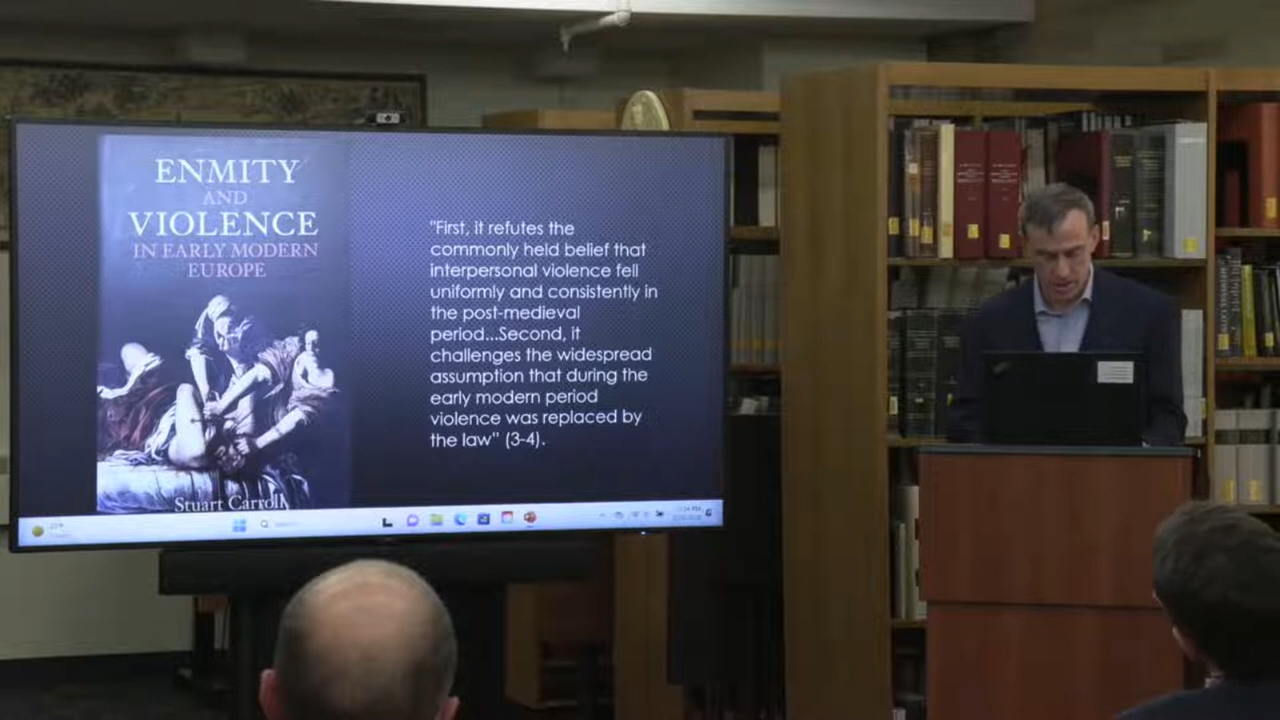 ENMITY
AND
VIOLENCE
IN EARLY MODERN
EUROPE
Stuart Carroll
"First, it refutes the
commonly held belief that
interpersonal violence fell
uniformly and consistently in
the post-medieval
period...Second, it
challenges the widespread
assumption that during the
early modern period
violence was replaced by
the law" (3-4).
Search